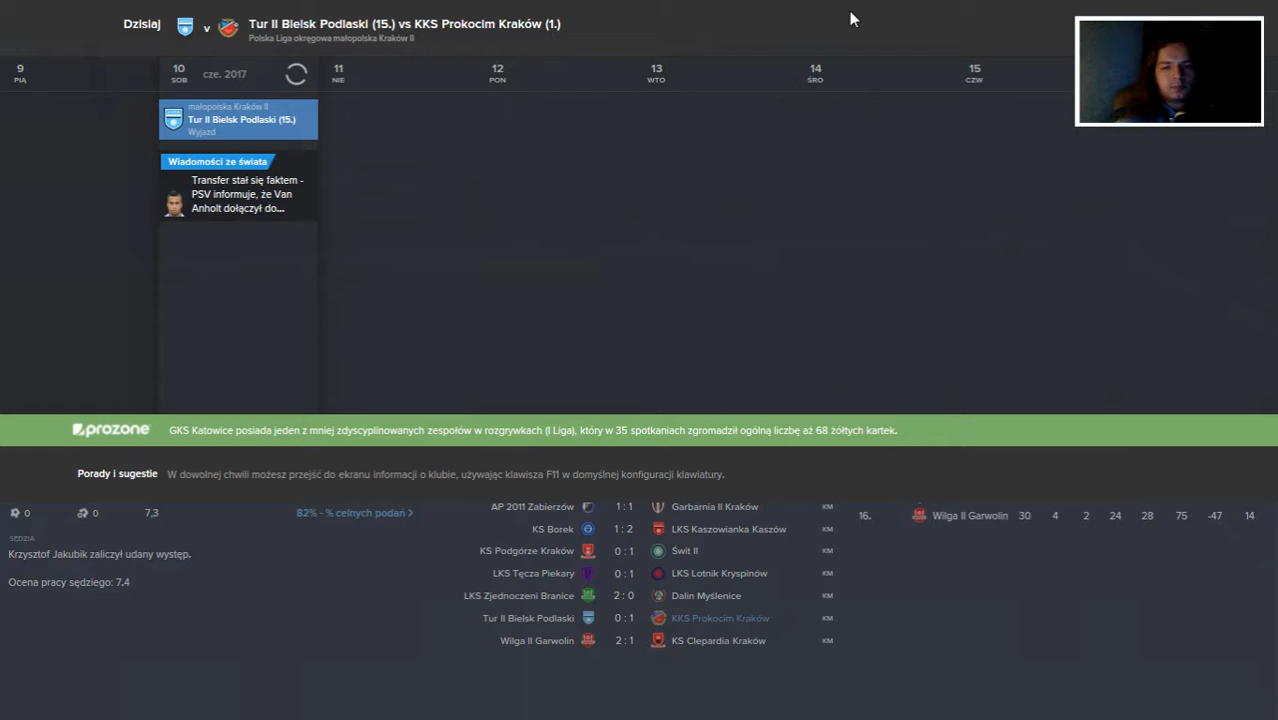 Dzisiaj v Tur II Bielsk Podlaski (15.) vs KKS Prokocim Kraków (1.)
Polska Liga okręgowa małopolska Kraków II
9 10 cze. 2017 11 12 13 14 15
PIĄ SOB NIE PON WTO ŚRO CZW
małopolska Kraków II
Tur II Bielsk Podlaski (15.)
Wyjazd
Wiadomości ze świata
Transfer stał się faktem -
PSV informuje, że Van
Anholt dołączył do...
prozone GKS Katowice posiada jeden z mniej zdyscyplinowanych zespołów w rozgrywkach (I Liga), który w 35 spotkaniach zgromadził ogólną liczbę aż 68 żółtych kartek.
Porady i sugestie W dowolnej chwili możesz przejść do ekranu informacji o klubie, używając klawisza F11 w domyślnej konfiguracji klawiatury.
0 0 7,3 82% - % celnych podań >
SĘDZIA
Krzysztof Jakubik zaliczył udany występ.
Ocena pracy sędziego: 7.4
AP 2011 Zabierzów 1 : 1 Garbarnia II Kraków KM
KS Borek 1 : 2 LKS Kaszowianka Kaszów KM
KS Podgórze Kraków 0 : 1 Świt II KM
LKS Tęcza Piekary 0 : 1 LKS Lotnik Kryspinów KM
LKS Zjednoczeni Branice 2 : 0 Dalin Myślenice KM
Tur II Bielsk Podlaski 0 : 1 KKS Prokocim Kraków KM
Wilga II Garwolin 2 : 1 KS Clepardia Kraków KM
16. Wilga II Garwolin 30 4 2 24 28 75 -47 14